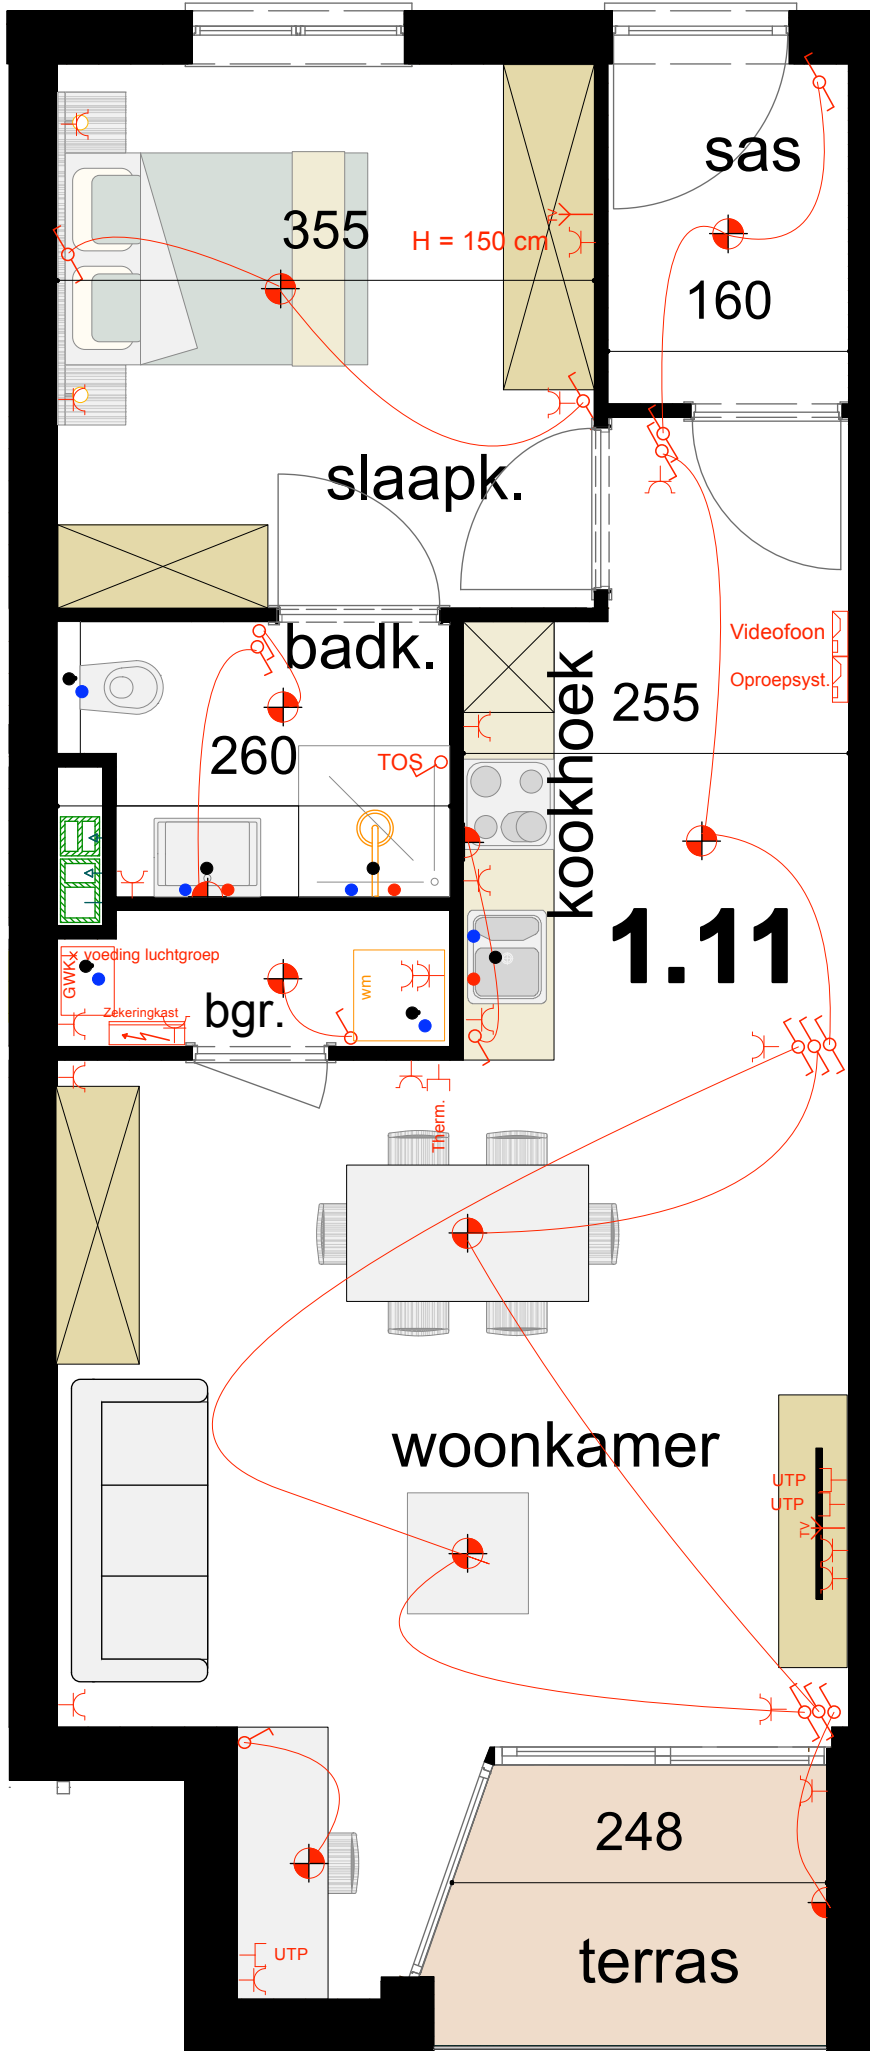 sas
355
H = 150 cm
TV
160
slaapk.
Videofoon
badk.
Oproepsyst.
kookhoek
255
260
TOS
1.11
voeding luchtgroep
GWK
wm
bgr.
Zekeringkast
Therm.
woonkamer
UTP
UTP
TV
248
UTP
terras